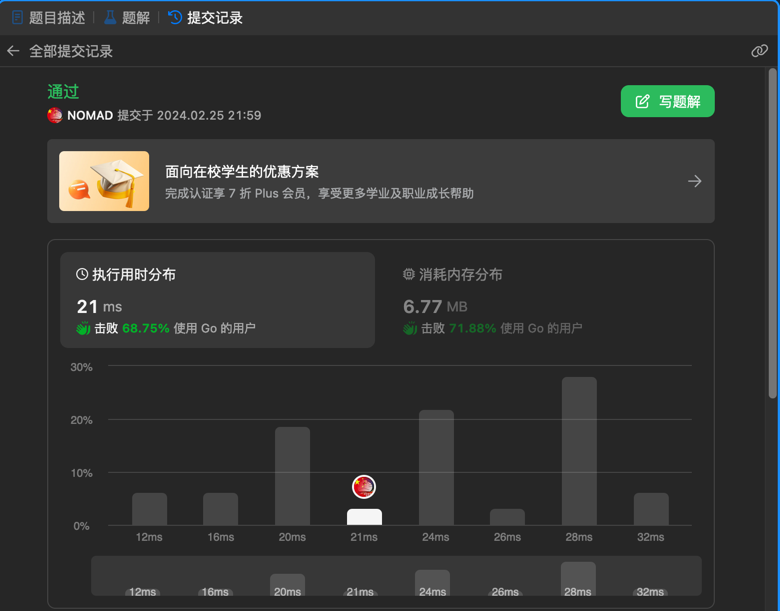 题目描述 题解 提交记录
全部提交记录
通过
NOMAD 提交于 2024.02.25 21:59
写题解
面向在校学生的优惠方案
完成认证享 7 折 Plus 会员，享受更多学业及职业成长帮助
执行用时分布
21 ms
击败 68.75% 使用 Go 的用户
消耗内存分布
6.77 MB
击败 71.88% 使用 Go 的用户
30%
20%
10%
0%
12ms 16ms 20ms 21ms 24ms 26ms 28ms 32ms
12ms 16ms 20ms 21ms 24ms 26ms 28ms 32ms